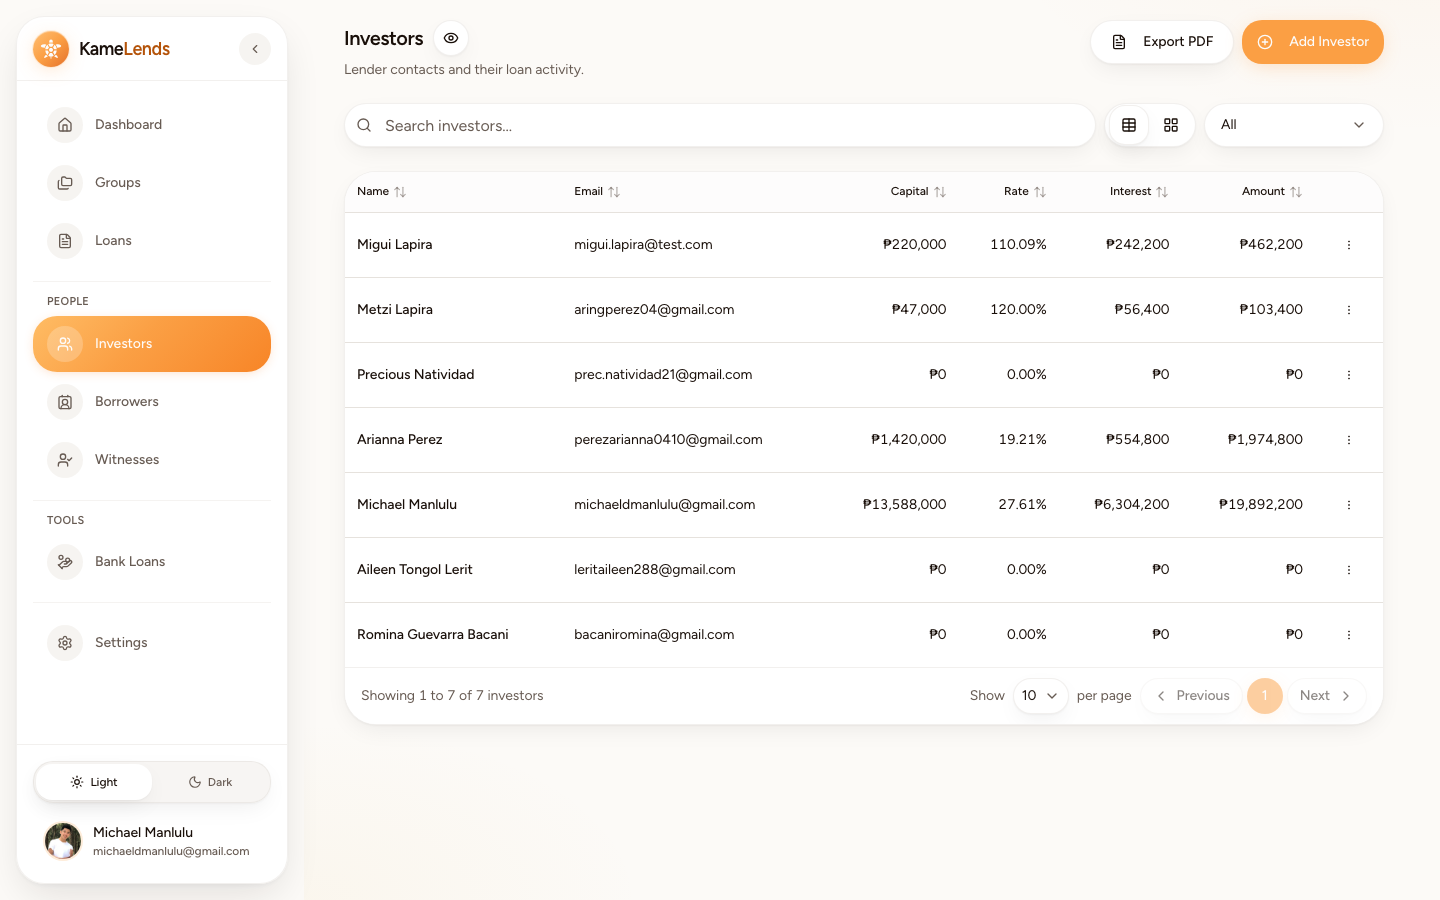 KameLends
Dashboard
Groups
Loans
PEOPLE
Investors
Borrowers
Witnesses
TOOLS
Bank Loans
Settings
Light
Dark
Michael Manlulu
michaeldmanlulu@gmail.com
Investors
Lender contacts and their loan activity.
Export PDF
Add Investor
Search investors...
All
Name Email Capital Rate Interest Amount
Migui Lapira migui.lapira@test.com ₱220,000 110.09% ₱242,200 ₱462,200
Metzi Lapira aringperez04@gmail.com ₱47,000 120.00% ₱56,400 ₱103,400
Precious Natividad prec.natividad21@gmail.com ₱0 0.00% ₱0 ₱0
Arianna Perez perezarianna0410@gmail.com ₱1,420,000 19.21% ₱554,800 ₱1,974,800
Michael Manlulu michaeldmanlulu@gmail.com ₱13,588,000 27.61% ₱6,304,200 ₱19,892,200
Aileen Tongol Lerit leritaileen288@gmail.com ₱0 0.00% ₱0 ₱0
Romina Guevarra Bacani bacaniromina@gmail.com ₱0 0.00% ₱0 ₱0
Showing 1 to 7 of 7 investors
Show 10 per page Previous 1 Next